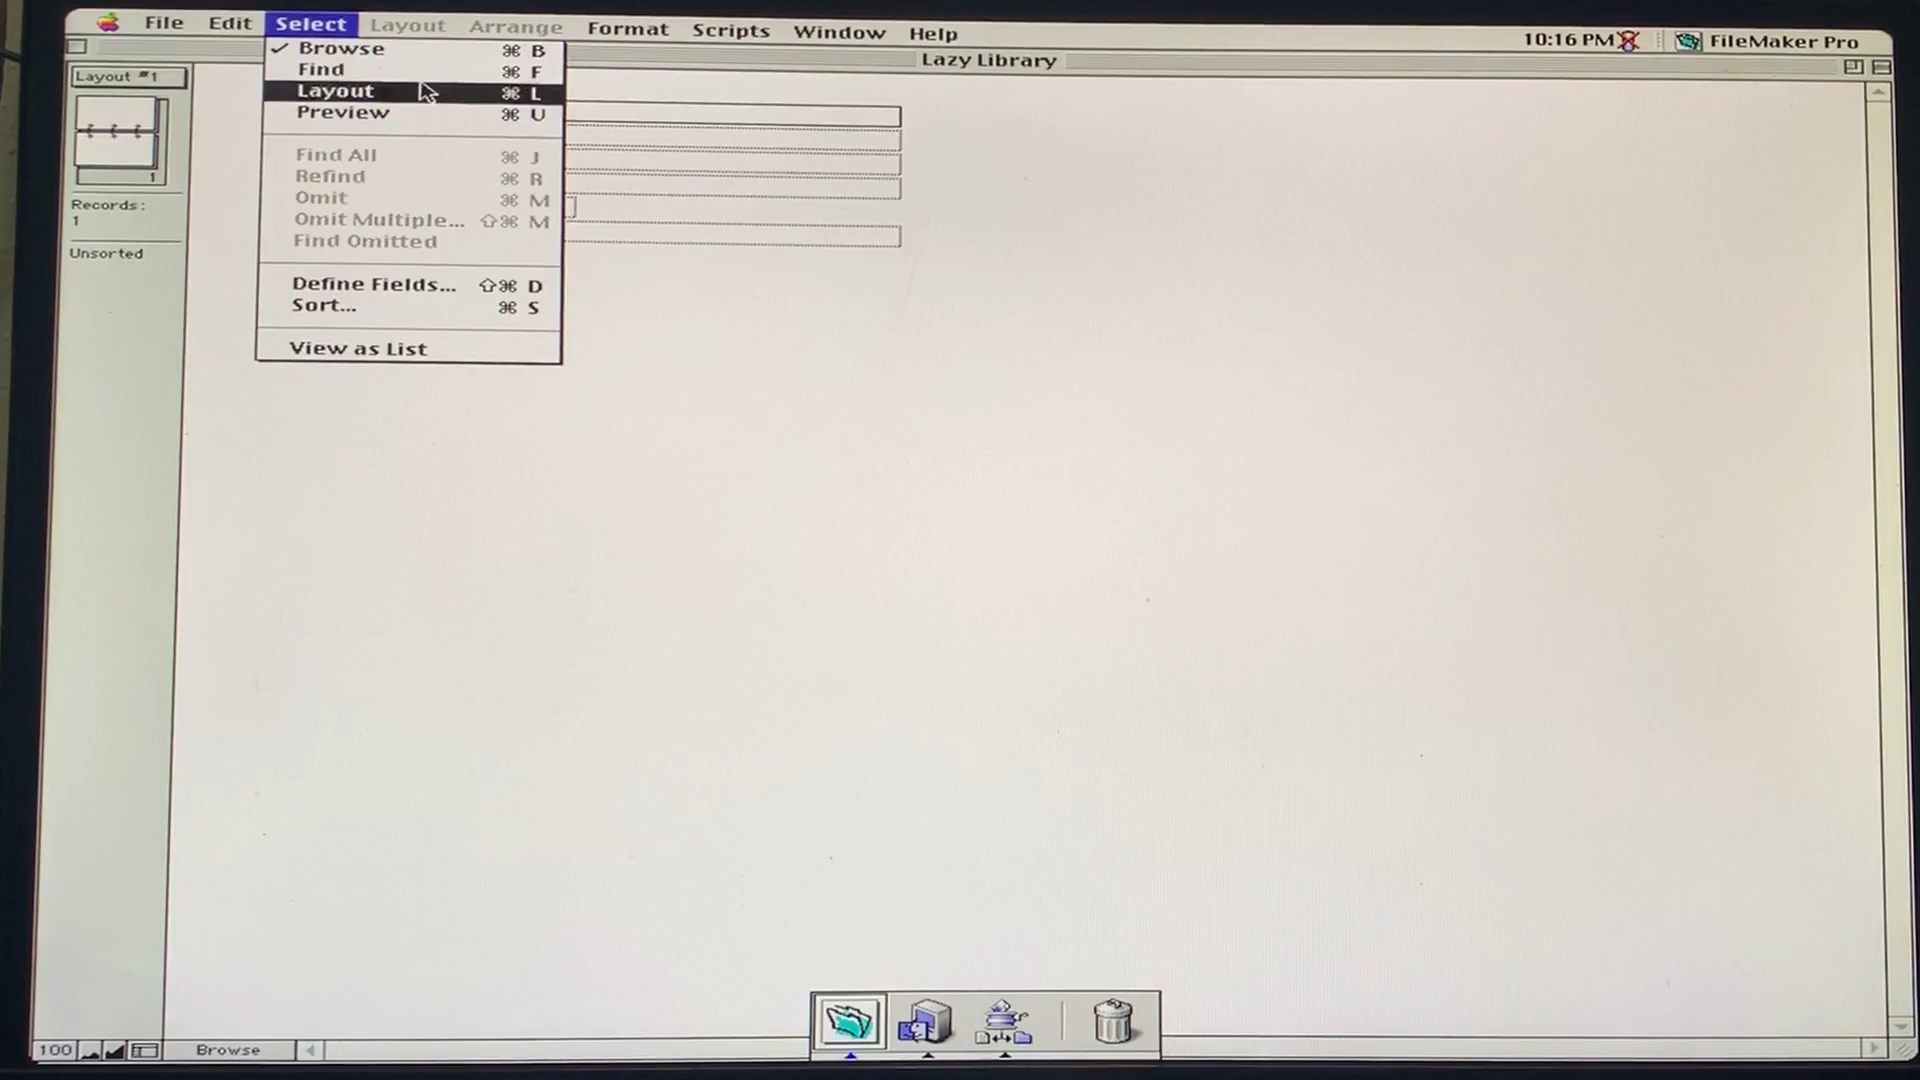 File Edit Select Layout Arrange Format Scripts Window Help 10:16 PM FileMaker Pro
Lazy Library
Layout #1
1
Records:
1
Unsorted
✓ Browse ⌘ B
Find ⌘ F
Layout ⌘ L
Preview ⌘ U
Find All ⌘ J
Refind ⌘ R
Omit ⌘ M
Omit Multiple... ⇧⌘ M
Find Omitted
Define Fields... ⇧⌘ D
Sort... ⌘ S
View as List
100 Browse